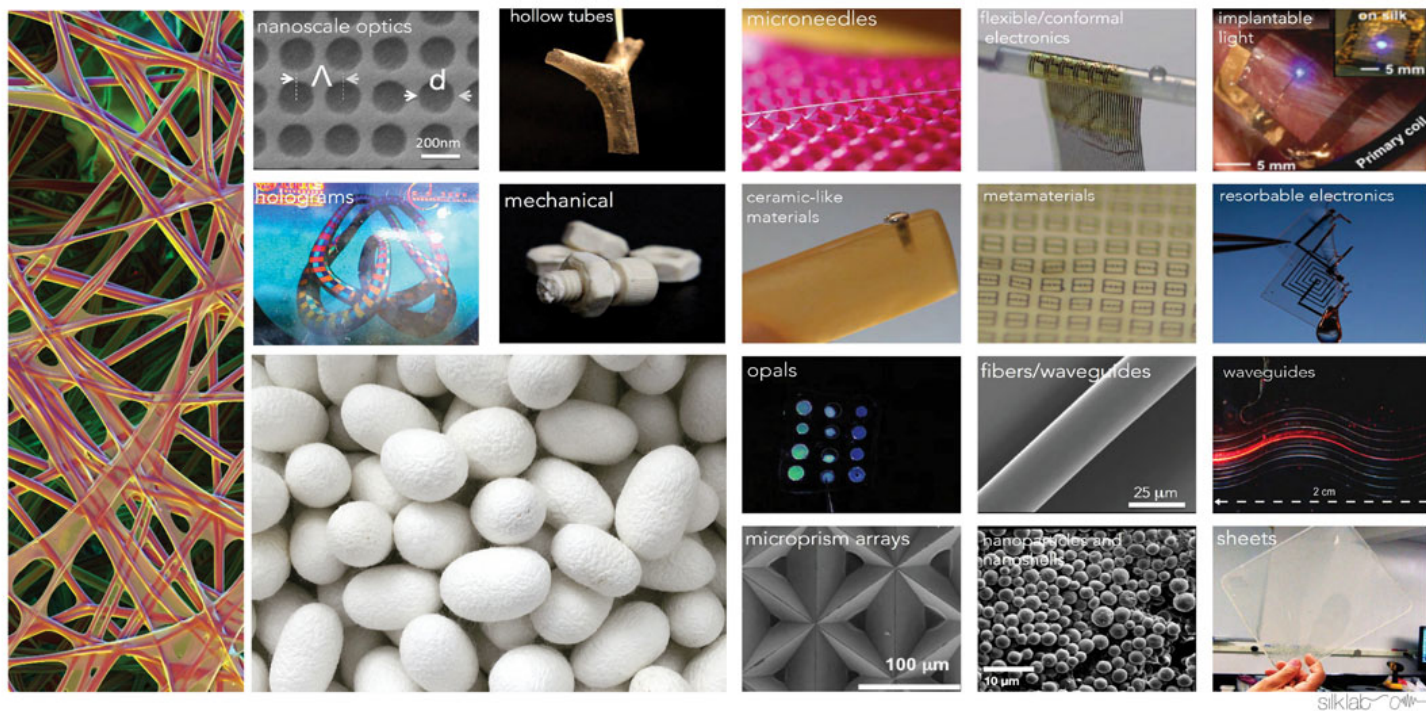 nanoscale optics
Λ
d
200nm
hollow tubes
microneedles
flexible/conformal
electronics
implantable
light
on silk
5 mm
5 mm
Primary coil
holograms
mechanical
ceramic-like
materials
metamaterials
resorbable electronics
opals
fibers/waveguides
25 μm
waveguides
2 cm
microprism arrays
100 μm
nanoparicles and
nanoshells
10 μm
sheets
silklab